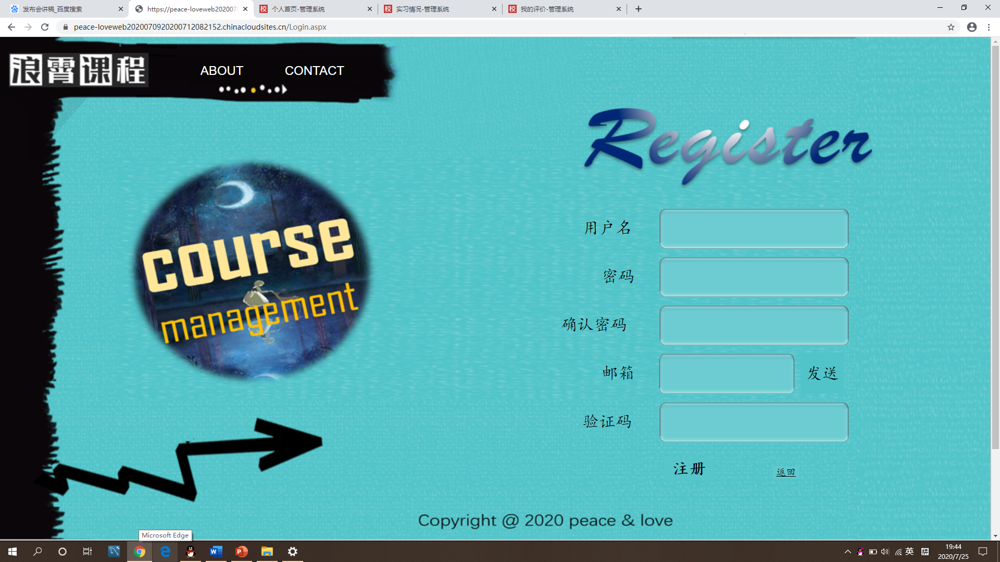 发布会讲稿_百度搜索
https://peace-loveweb2020070
个人首页-管理系统
实习情况-管理系统
我的评价-管理系统
peace-loveweb2020070920200712082152.chinacloudsites.cn/Login.aspx
浪霄课程
ABOUT
CONTACT
Register
course
management
用户名
密码
确认密码
邮箱
发送
验证码
注册
返回
Copyright @ 2020 peace & love
Microsoft Edge
英
拼
19:44
2020/7/25